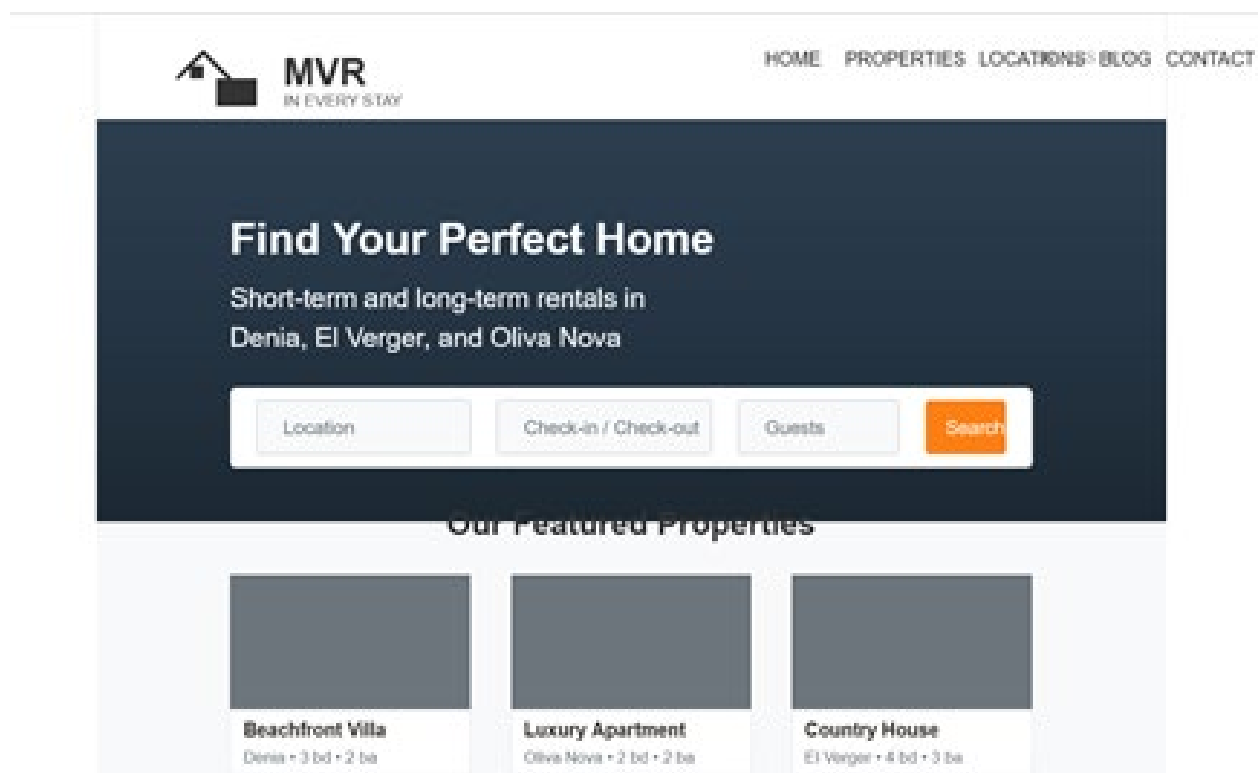 MVR
IN EVERY STAY
HOME PROPERTIES LOCATIONS BLOG CONTACT
Find Your Perfect Home
Short-term and long-term rentals in
Denia, El Verger, and Oliva Nova
Location Check-in / Check-out Guests Search
Our Featured Properties
Beachfront Villa Luxury Apartment Country House
Denia • 3 bd • 2 ba Oliva Nova • 2 bd • 2 ba El Verger • 4 bd • 3 ba